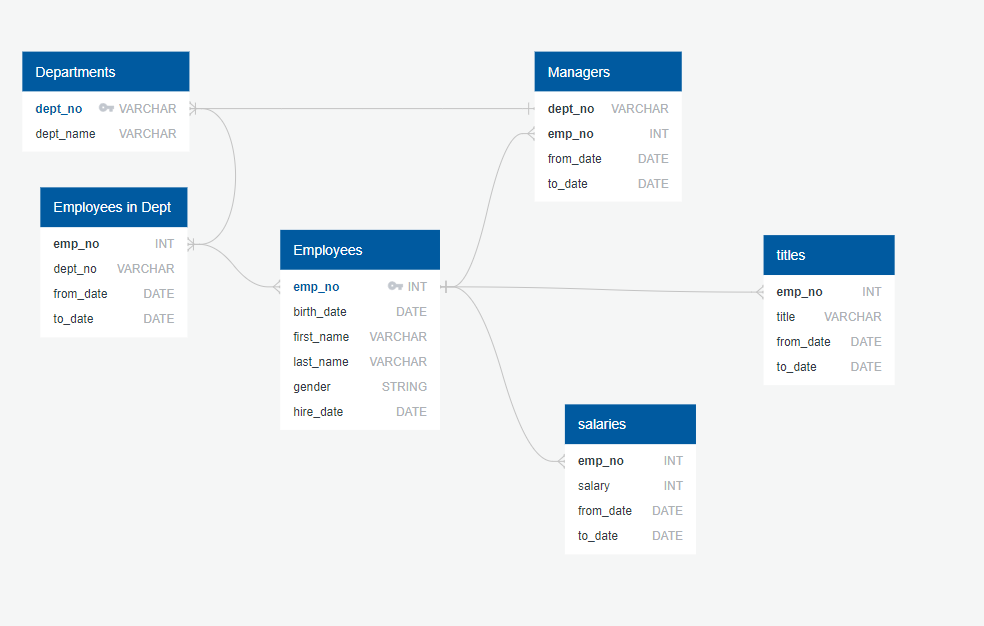 Departments
dept_no VARCHAR
dept_name VARCHAR
Managers
dept_no VARCHAR
emp_no INT
from_date DATE
to_date DATE
Employees in Dept
emp_no INT
dept_no VARCHAR
from_date DATE
to_date DATE
Employees
emp_no INT
birth_date DATE
first_name VARCHAR
last_name VARCHAR
gender STRING
hire_date DATE
titles
emp_no INT
title VARCHAR
from_date DATE
to_date DATE
salaries
emp_no INT
salary INT
from_date DATE
to_date DATE